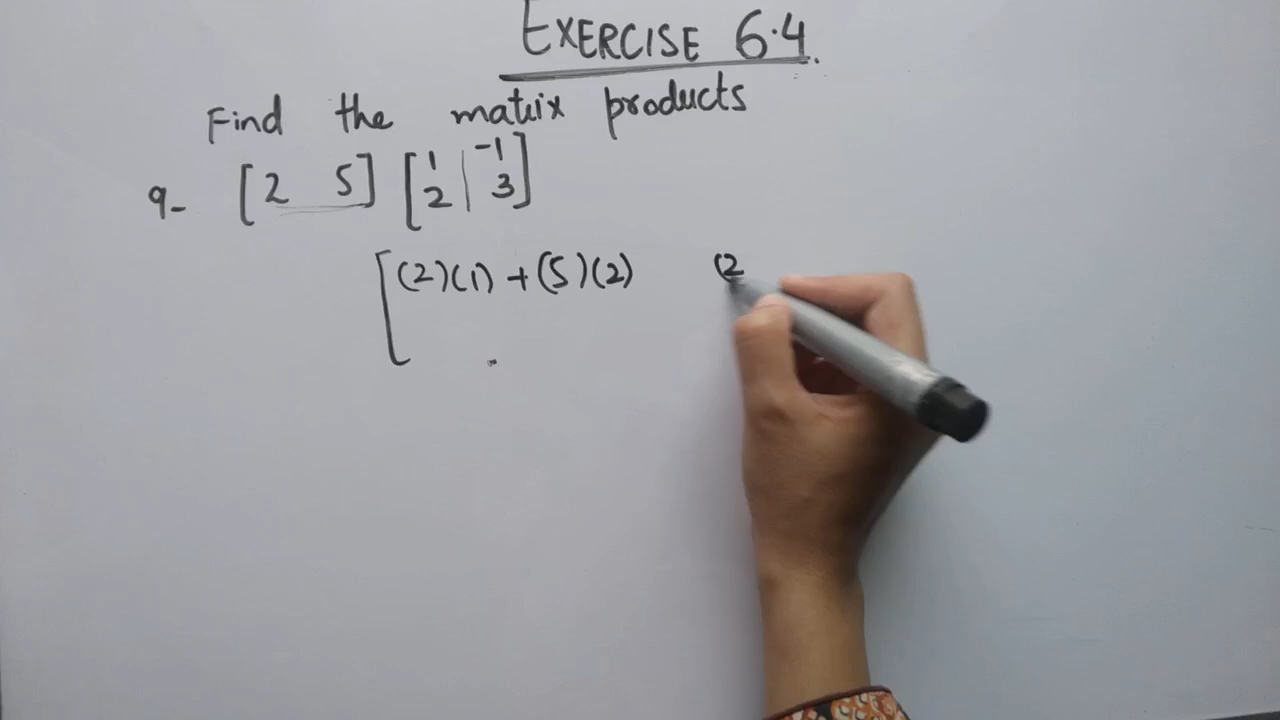 EXERCISE 6.4.
Find the matrix products
9- [2 5] [1 -1
2 3]
[(2)(1) + (5)(2) (2